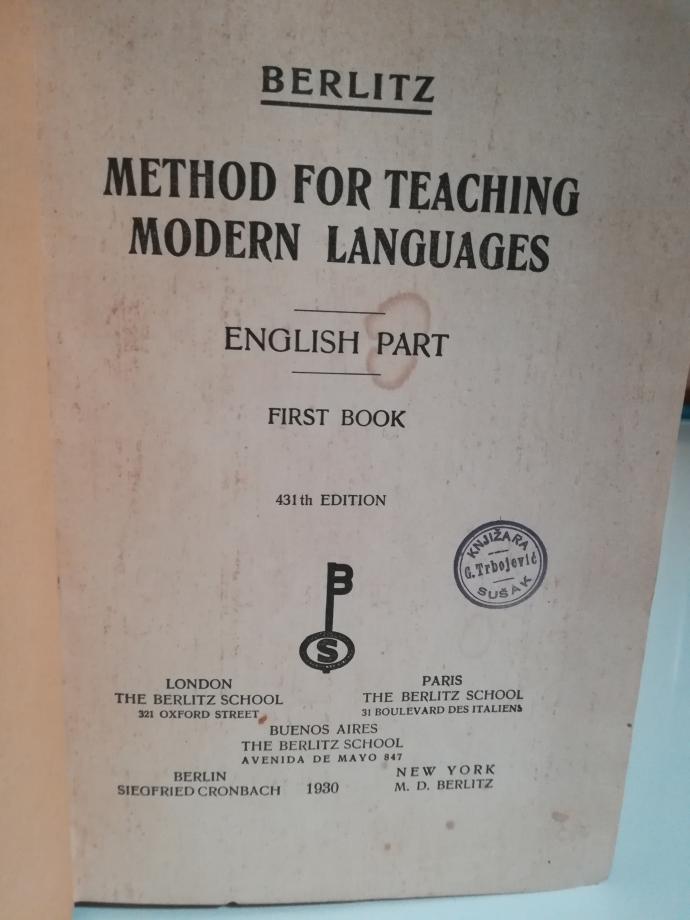 BERLITZ
METHOD FOR TEACHING
MODERN LANGUAGES
ENGLISH PART
FIRST BOOK
431th EDITION
KNJIŽARA
G. Trbojević
SUŠAK
B
S
LONDON
THE BERLITZ SCHOOL
321 OXFORD STREET
PARIS
THE BERLITZ SCHOOL
31 BOULEVARD DES ITALIENS
BUENOS AIRES
THE BERLITZ SCHOOL
AVENIDA DE MAYO 847
BERLIN
SIEGFRIED CRONBACH
1930
NEW YORK
M. D. BERLITZ